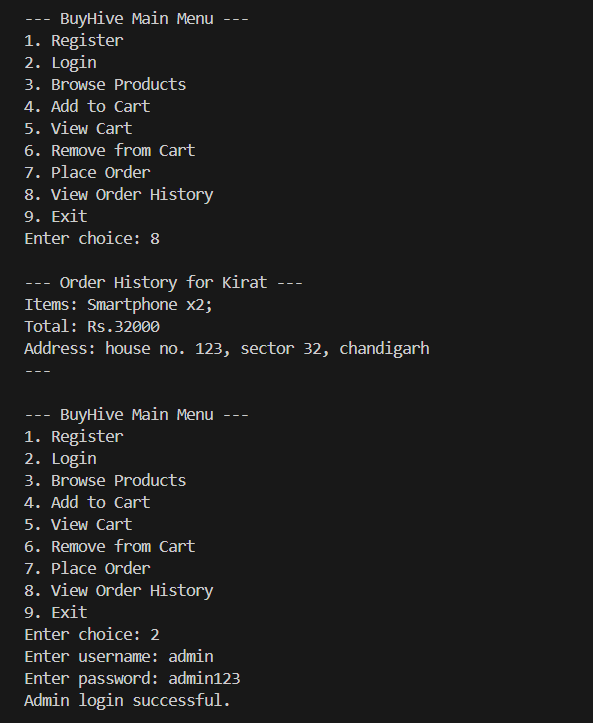 --- BuyHive Main Menu ---
1. Register
2. Login
3. Browse Products
4. Add to Cart
5. View Cart
6. Remove from Cart
7. Place Order
8. View Order History
9. Exit
Enter choice: 8
--- Order History for Kirat ---
Items: Smartphone x2;
Total: Rs.32000
Address: house no. 123, sector 32, chandigarh
---
--- BuyHive Main Menu ---
1. Register
2. Login
3. Browse Products
4. Add to Cart
5. View Cart
6. Remove from Cart
7. Place Order
8. View Order History
9. Exit
Enter choice: 2
Enter username: admin
Enter password: admin123
Admin login successful.